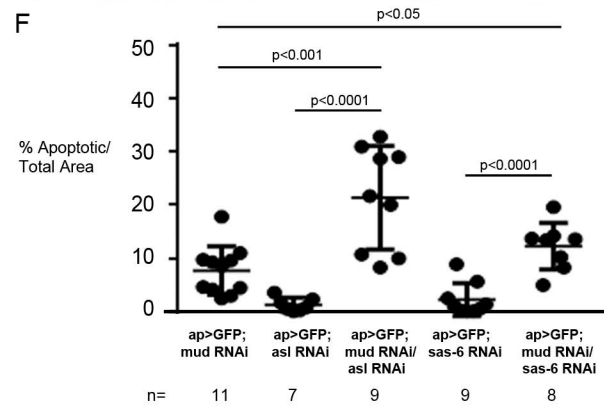 F
p<0.05
50
p<0.001
40
p<0.0001
% Apoptotic/
Total Area
30
p<0.0001
20
10
0
ap>GFP;
mud RNAi
ap>GFP;
asl RNAi
ap>GFP;
mud RNAi/
asl RNAi
ap>GFP;
sas-6 RNAi
ap>GFP;
mud RNAi/
sas-6 RNAi
n= 11 7 9 9 8